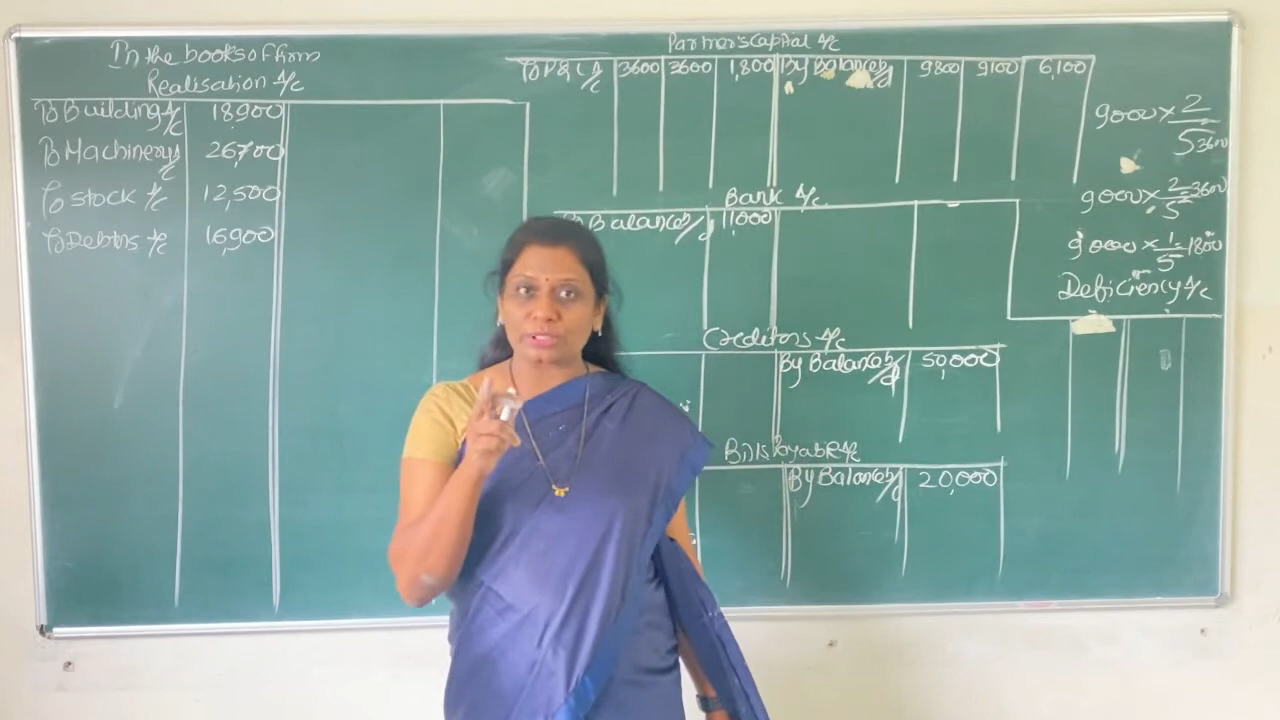 In the books of firm
Realisation A/c
To Building A/c 18,900
To Machinery A/c 26,700
To stock A/c 12,500
To Debtors A/c 16,900
Partner's capital A/c
To P & L A/c 3600 3600 1,800 By Balance b/d 9800 9100 6,100
Bank A/c
To Balance b/d 11,000
Creditors A/c
By Balance b/d 50,000
Bills Payable A/c
By Balance b/d 20,000
9000 × 2/5 3600
9000 × 2/5 = 3600
9000 × 1/5 = 1800
Deficiency A/c